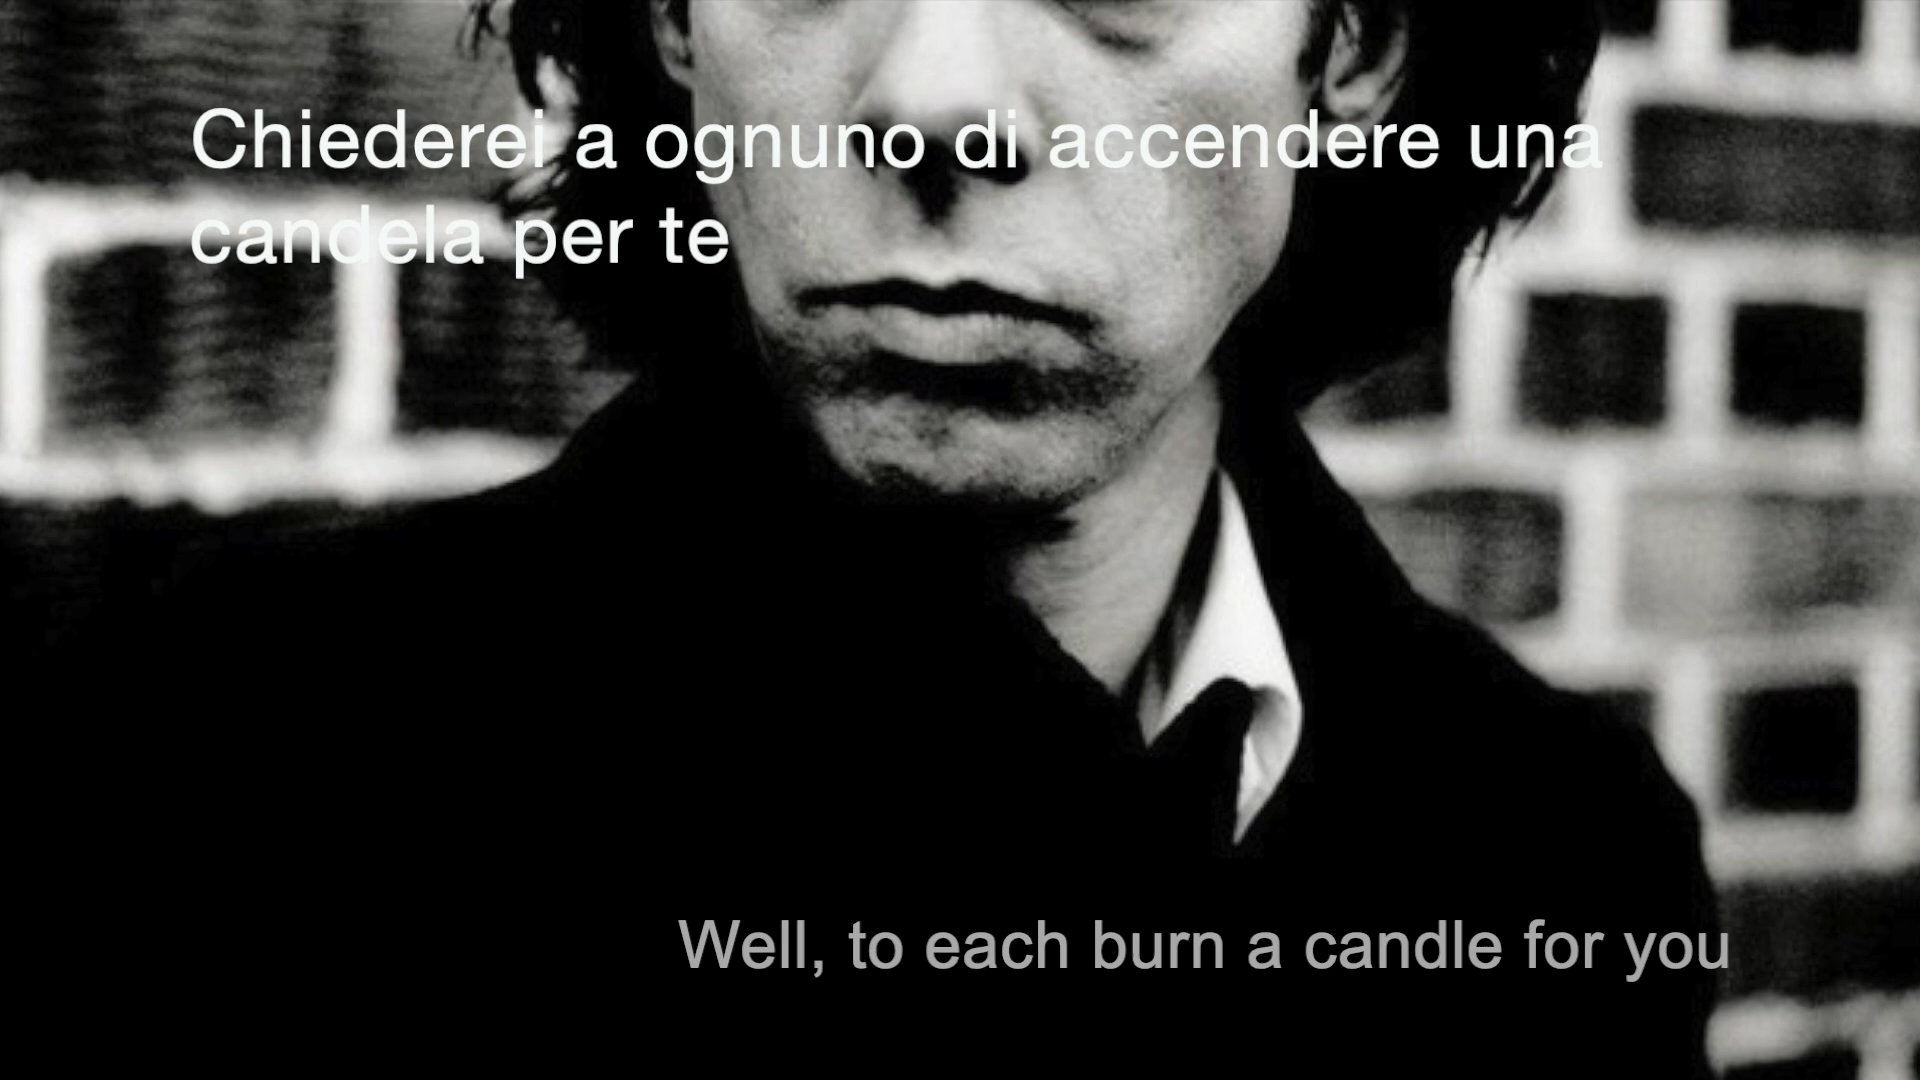 Chiederei a ognuno di accendere una
candela per te
Well, to each burn a candle for you